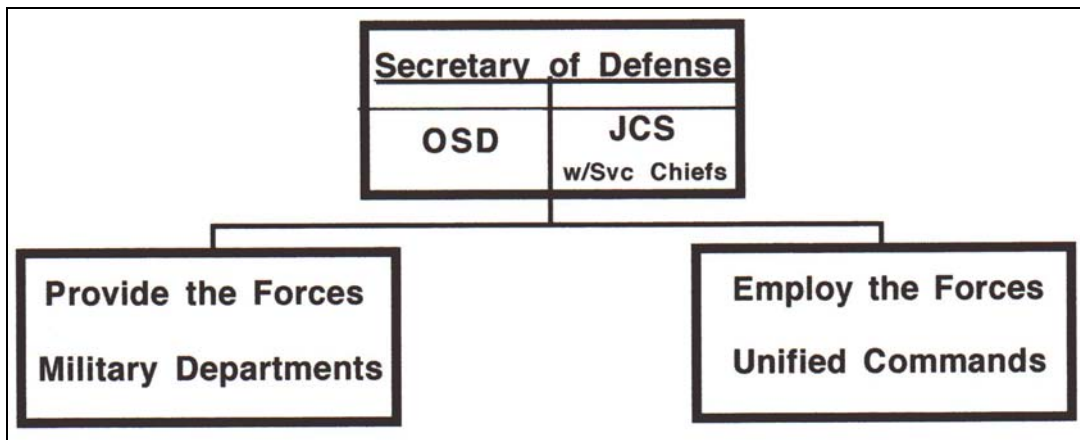 Secretary of Defense
OSD
JCS
w/Svc Chiefs
Provide the Forces
Military Departments
Employ the Forces
Unified Commands